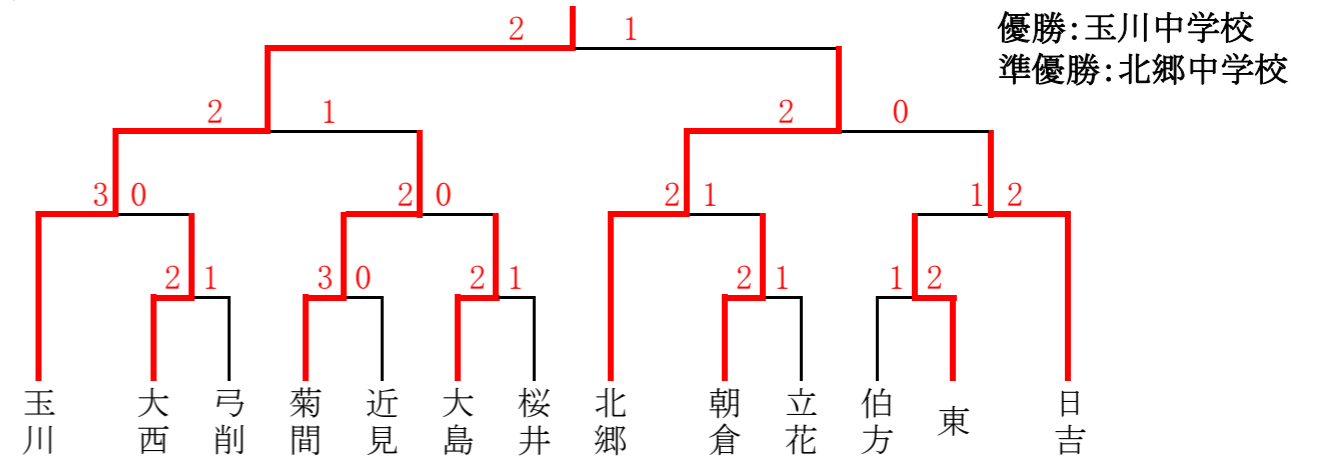 2 1
優勝:玉川中学校
準優勝:北郷中学校
2 1 2 0
3 0 2 0 2 1 1 2
2 1 3 0 2 1 2 1 1 2
玉川 大西 弓削 菊間 近見 大島 桜井 北郷 朝倉 立花 伯方 東 日吉